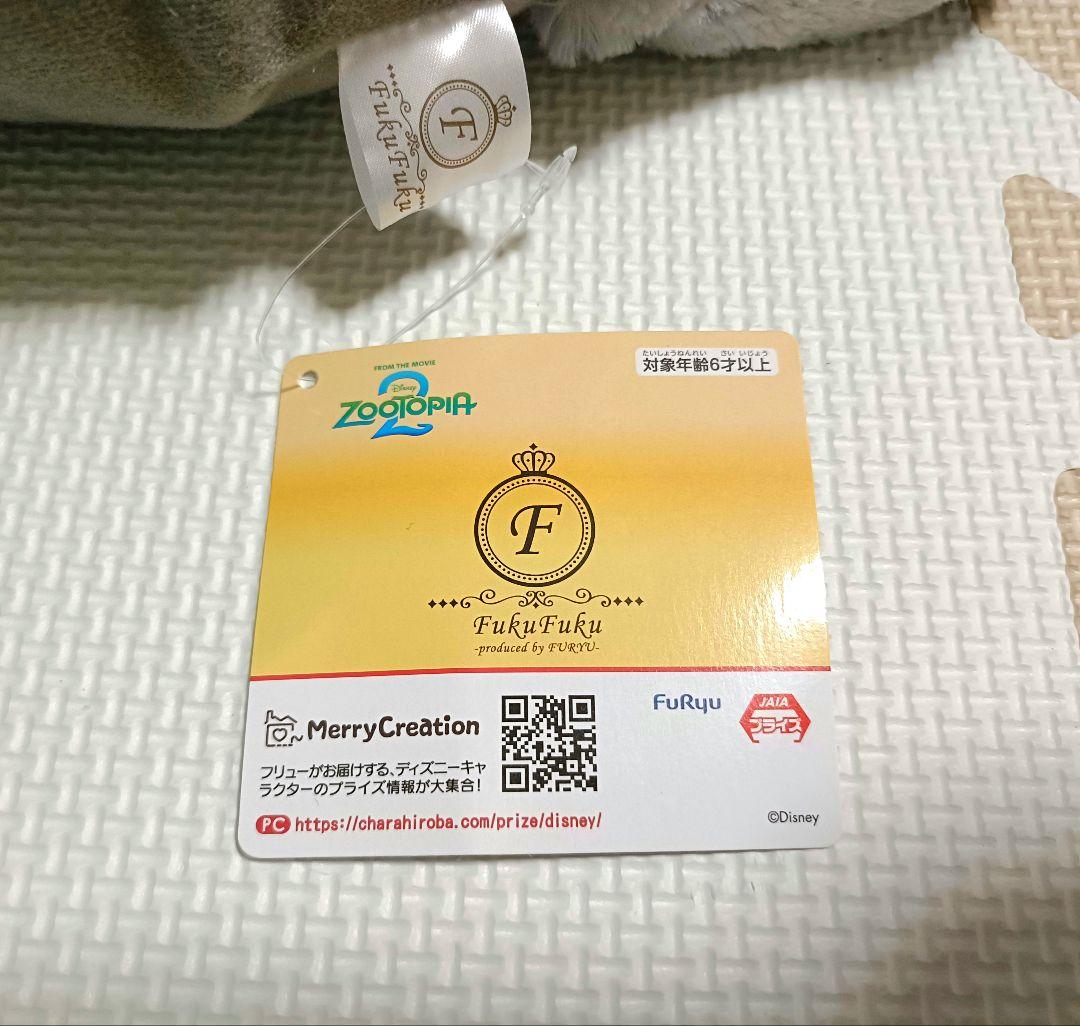 F
FukuFuku
FROM THE MOVIE
Disney
ZOOTOPIA
2
たいしょうねんれい さい いじょう
対象年齢6才以上
F
FukuFuku
-produced by FURYU-
MerryCreation
フリューがお届けする、ディズニーキャ
ラクターのプライズ情報が大集合!
PC https://charahiroba.com/prize/disney/
FuRyu
JAIA
プライズ
©Disney